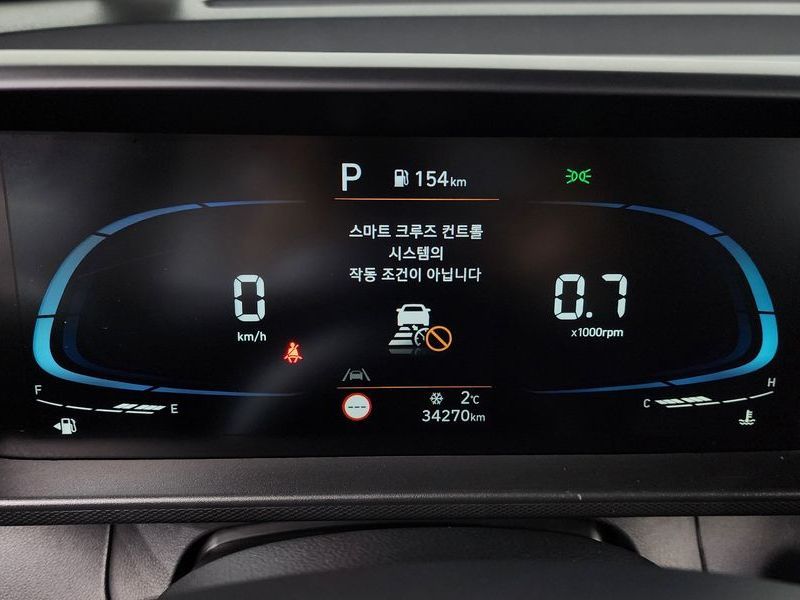 P 154km
스마트 크루즈 컨트롤
시스템의
작동 조건이 아닙니다
0
km/h
0.7
x1000rpm
F
E
---
2℃
34270km
C
H